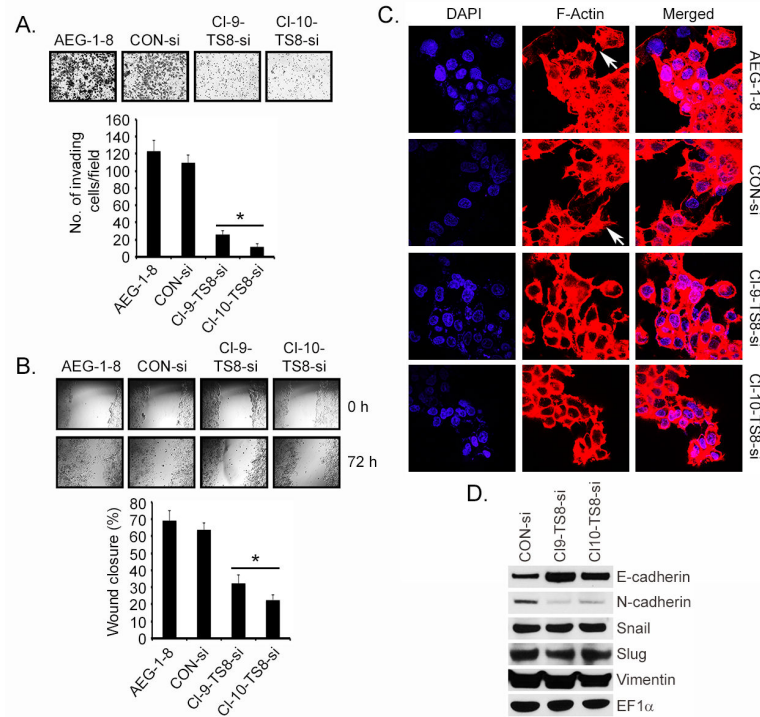 A.
AEG-1-8
CON-si
CI-9-
TS8-si
CI-10-
TS8-si
No. of invading
cells/field
160
140
120
100
80
60
40
20
0
*
AEG-1-8
CON-si
CI-9-TS8-si
CI-10-TS8-si
B.
AEG-1-8
CON-si
CI-9-
TS8-si
CI-10-
TS8-si
0 h
72 h
Wound closure (%)
80
70
60
50
40
30
20
10
0
*
AEG-1-8
CON-si
CI-9-TS8-si
CI-10-TS8-si
C.
DAPI
F-Actin
Merged
AEG-1-8
CON-si
CI-9-TS8-si
CI-10-TS8-si
D.
CON-si
CI9-TS8-si
CI10-TS8-si
E-cadherin
N-cadherin
Snail
Slug
Vimentin
EF1α